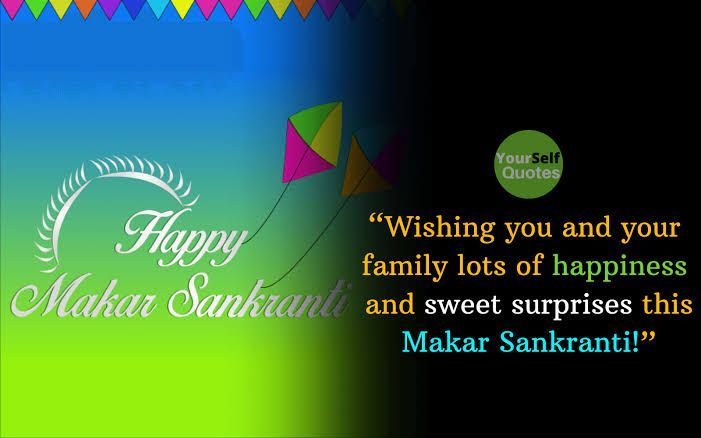 Happy
Makar Sankranti
YourSelf
Quotes
“Wishing you and your
family lots of happiness
and sweet surprises this
Makar Sankranti!”